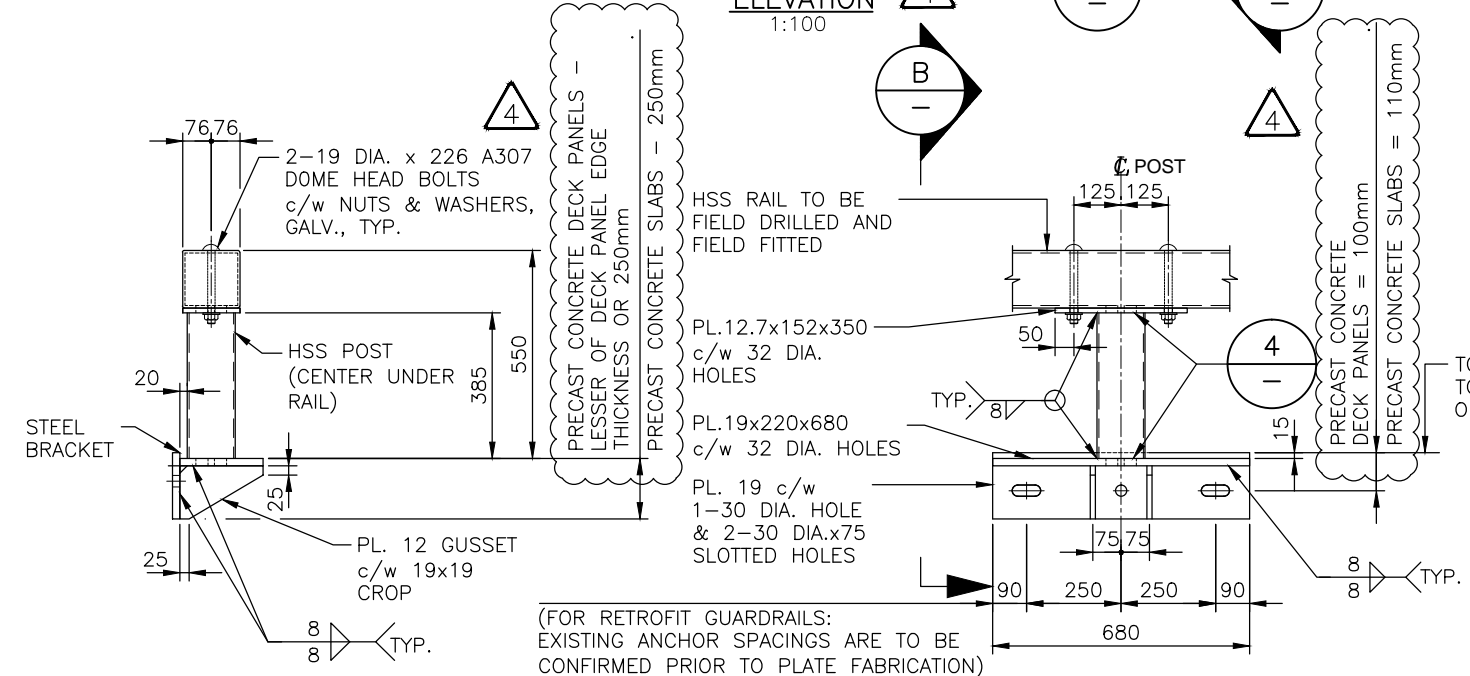 ELEVATION
1:100
4
—
—
B
—
4
4
76
76
2-19 DIA. x 226 A307
DOME HEAD BOLTS
c/w NUTS & WASHERS,
GALV., TYP.
HSS POST
(CENTER UNDER
RAIL)
385
550
20
STEEL
BRACKET
25
25
PL. 12 GUSSET
c/w 19x19
CROP
8
8
TYP.
PRECAST CONCRETE DECK PANELS -
LESSER OF DECK PANEL EDGE
THICKNESS OR 250mm
PRECAST CONCRETE SLABS - 250mm
HSS RAIL TO BE
FIELD DRILLED AND
FIELD FITTED
PL.12.7x152x350
c/w 32 DIA.
HOLES
PL.19x220x680
c/w 32 DIA. HOLES
PL. 19 c/w
1-30 DIA. HOLE
& 2-30 DIA.x75
SLOTTED HOLES
(FOR RETROFIT GUARDRAILS:
EXISTING ANCHOR SPACINGS ARE TO BE
CONFIRMED PRIOR TO PLATE FABRICATION)
℄ POST
125
125
50
TYP.
8
4
—
15
75
75
90
250
250
90
680
8
8
TYP.
PRECAST CONCRETE
DECK PANELS = 100mm
PRECAST CONCRETE SLABS = 110mm